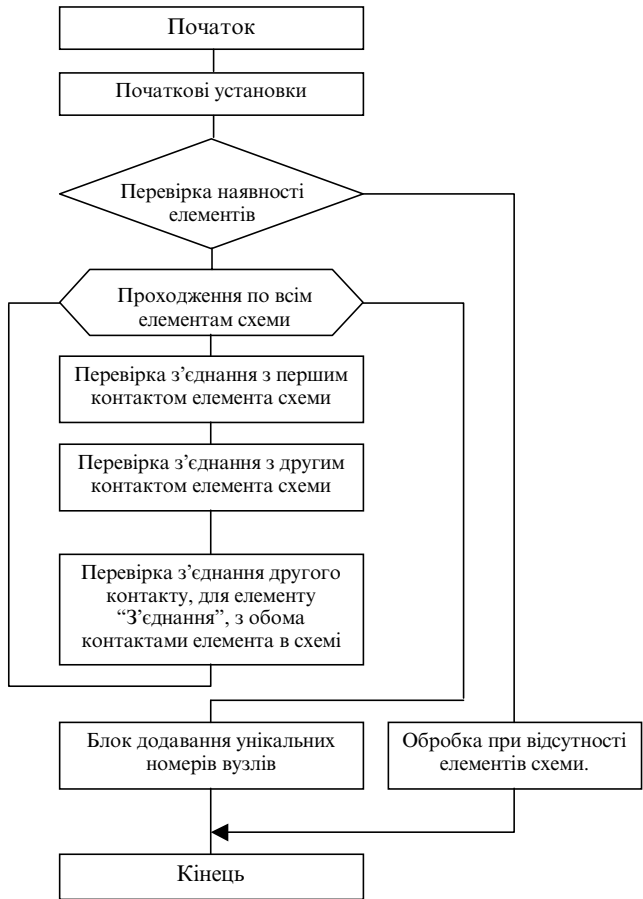 Початок
Початкові установки
Перевірка наявності
елементів
Проходження по всім
елементам схеми
Перевірка з’єднання з першим
контактом елемента схеми
Перевірка з’єднання з другим
контактом елемента схеми
Перевірка з’єднання другого
контакту, для елементу
“З’єднання”, з обома
контактами елемента в схемі
Блок додавання унікальних
номерів вузлів
Обробка при відсутності
елементів схеми.
Кінець